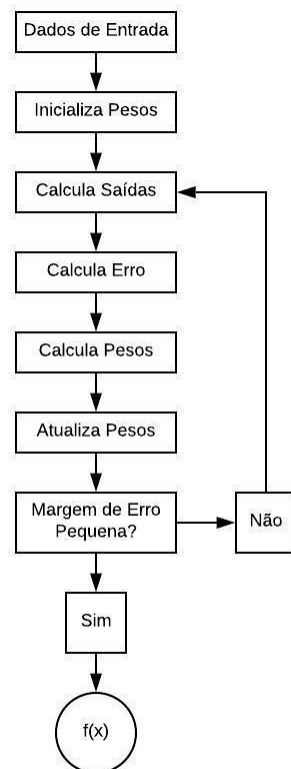 Dados de Entrada
Inicializa Pesos
Calcula Saídas
Calcula Erro
Calcula Pesos
Atualiza Pesos
Margem de Erro
Pequena?
Não
Sim
f(x)